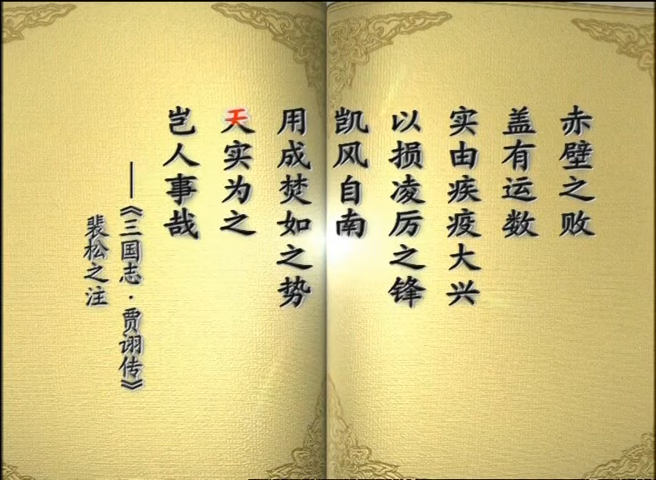 赤壁之败
盖有运数
实由疾疫大兴
以损凌厉之锋
凯风自南
用成焚如之势
天实为之
岂人事哉
——《三国志·贾诩传》
裴松之注